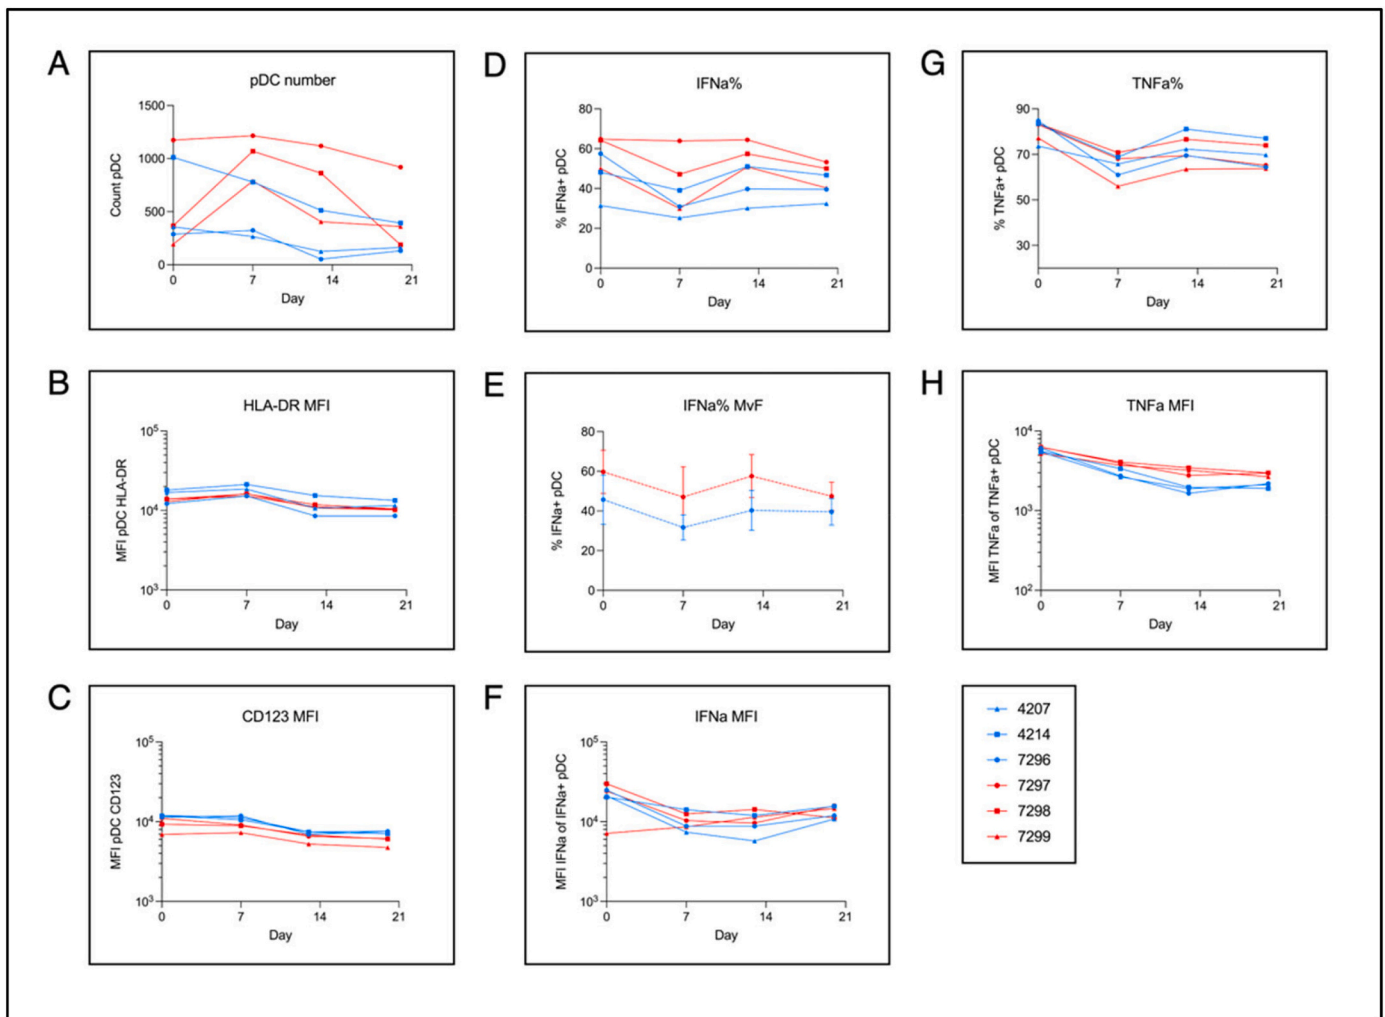 A
pDC number
Count pDC
1500
1000
500
0
0 7 14 21
Day
B
HLA-DR MFI
MFI pDC HLA-DR
10⁵
10⁴
10³
0 7 14 21
Day
C
CD123 MFI
MFI pDC CD123
10⁵
10⁴
10³
0 7 14 21
Day
D
IFNa%
% IFNa+ pDC
80
60
40
20
0
0 7 14 21
Day
E
IFNa% MvF
% IFNa+ pDC
80
60
40
20
0
0 7 14 21
Day
F
IFNa MFI
MFI IFNa of IFNa+ pDC
10⁵
10⁴
10³
0 7 14 21
Day
G
TNFa%
% TNFa+ pDC
90
70
50
30
0 7 14 21
Day
H
TNFa MFI
MFI TNFa of TNFa+ pDC
10⁴
10³
10²
0 7 14 21
Day
4207
4214
7296
7297
7298
7299